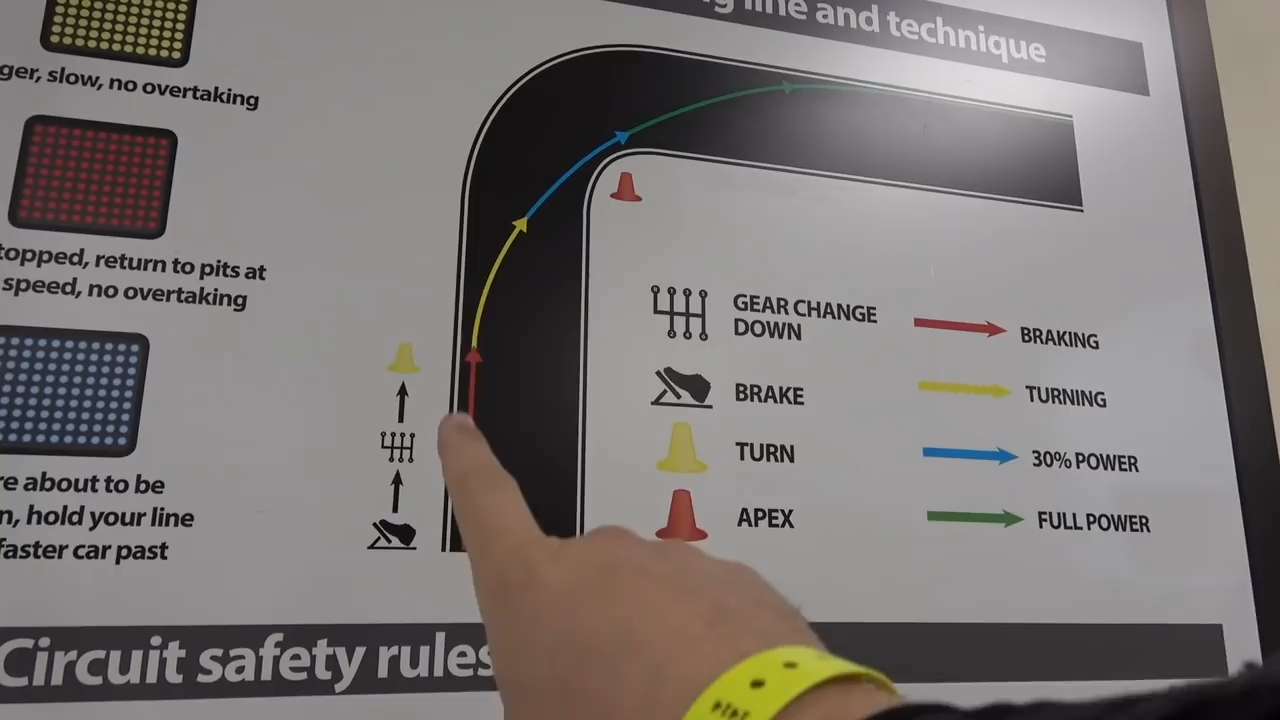 line and technique
ger, slow, no overtaking
topped, return to pits at
speed, no overtaking
re about to be
n, hold your line
faster car past
GEAR CHANGE
DOWN
BRAKE
TURN
APEX
BRAKING
TURNING
30% POWER
FULL POWER
Circuit safety rules